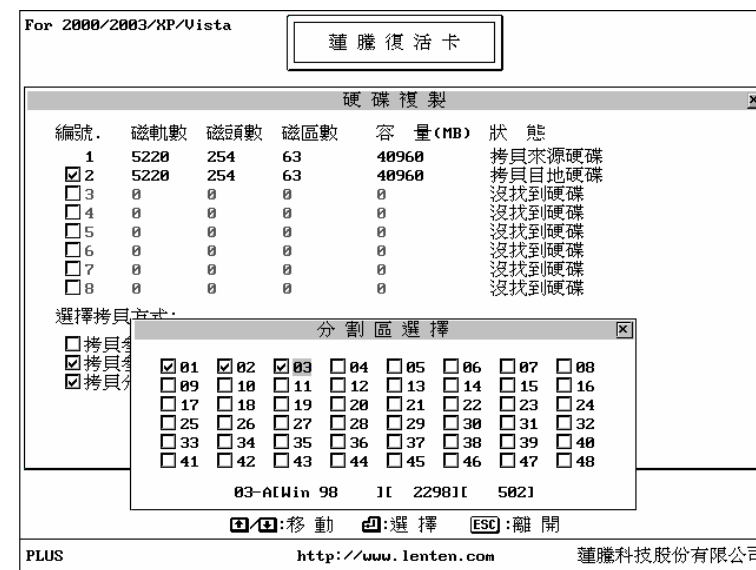 For 2000/2003/XP/Vista
蓮騰復活卡
硬碟複製
編號. 磁軌數 磁頭數 磁區數 容 量(MB) 狀 態
1 5220 254 63 40960 拷貝來源硬碟
2 5220 254 63 40960 拷貝目地硬碟
3 0 0 0 0 沒找到硬碟
4 0 0 0 0 沒找到硬碟
5 0 0 0 0 沒找到硬碟
6 0 0 0 0 沒找到硬碟
7 0 0 0 0 沒找到硬碟
8 0 0 0 0 沒找到硬碟
選擇拷貝方式:
拷貝
拷貝
拷貝分
分割區選擇
01 02 03 04 05 06 07 08
09 10 11 12 13 14 15 16
17 18 19 20 21 22 23 24
25 26 27 28 29 30 31 32
33 34 35 36 37 38 39 40
41 42 43 44 45 46 47 48
03-A[Win 98 ][ 2298][ 502]
/ :移動 :選擇 ESC:離開
PLUS http://www.lenten.com 蓮騰科技股份有限公司